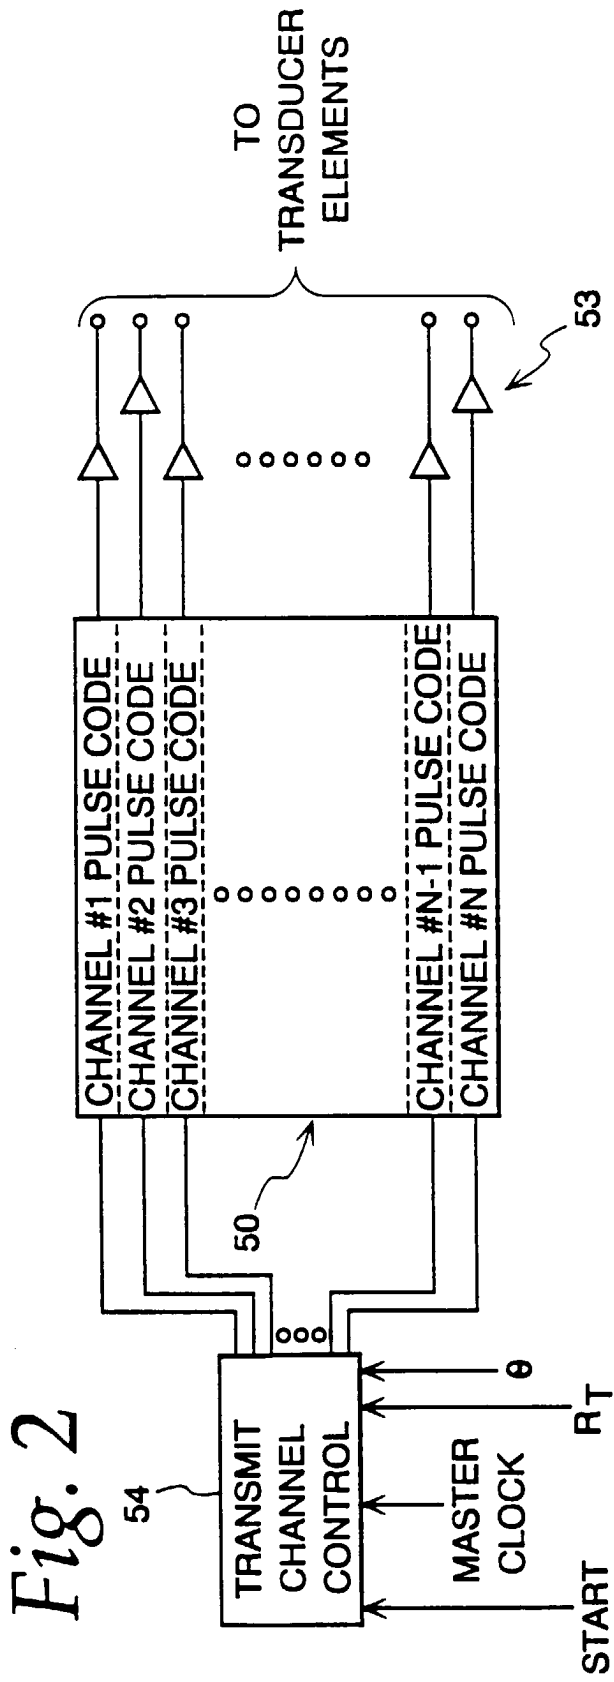 Fig. 2
54
TRANSMIT
CHANNEL
CONTROL
START
MASTER
CLOCK
RT
θ
50
CHANNEL #1 PULSE CODE
CHANNEL #2 PULSE CODE
CHANNEL #3 PULSE CODE
CHANNEL #N-1 PULSE CODE
CHANNEL #N PULSE CODE
53
TO
TRANSDUCER
ELEMENTS